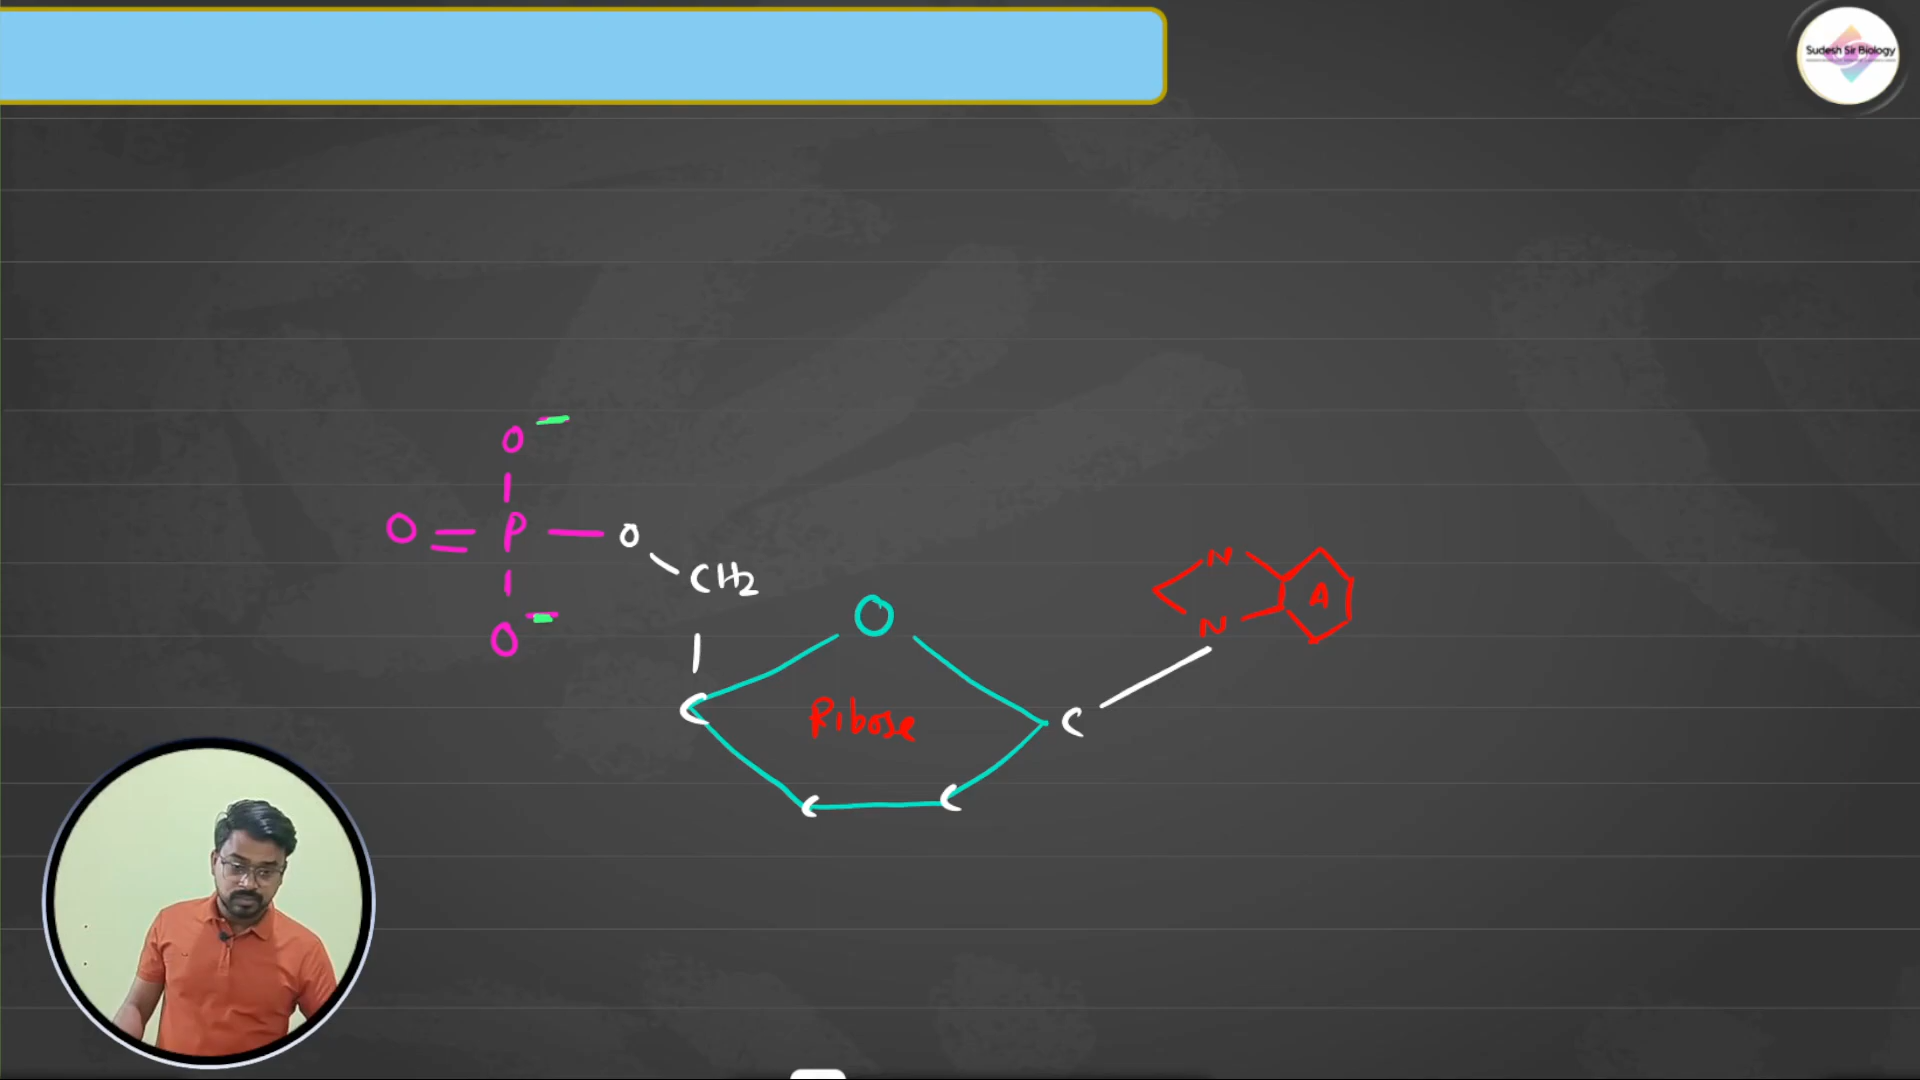 Sudesh Sir Biology
O
O = P - O
CH2
O
O
N
A
N
C
Ribose
C
C
C